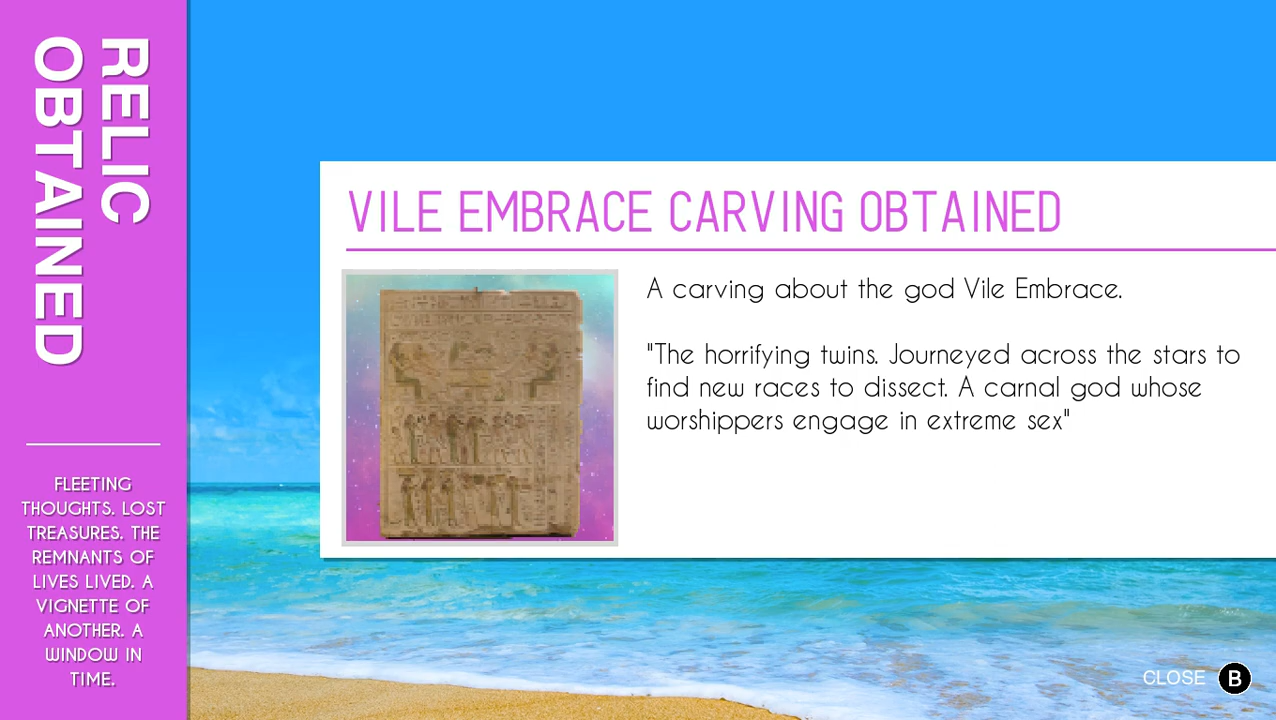 RELIC
OBTAINED
FLEETING
THOUGHTS. LOST
TREASURES. THE
REMNANTS OF
LIVES LIVED. A
VIGNETTE OF
ANOTHER. A
WINDOW IN
TIME.
VILE EMBRACE CARVING OBTAINED
A carving about the god Vile Embrace.
"The horrifying twins. Journeyed across the stars to
find new races to dissect. A carnal god whose
worshippers engage in extreme sex"
CLOSE B